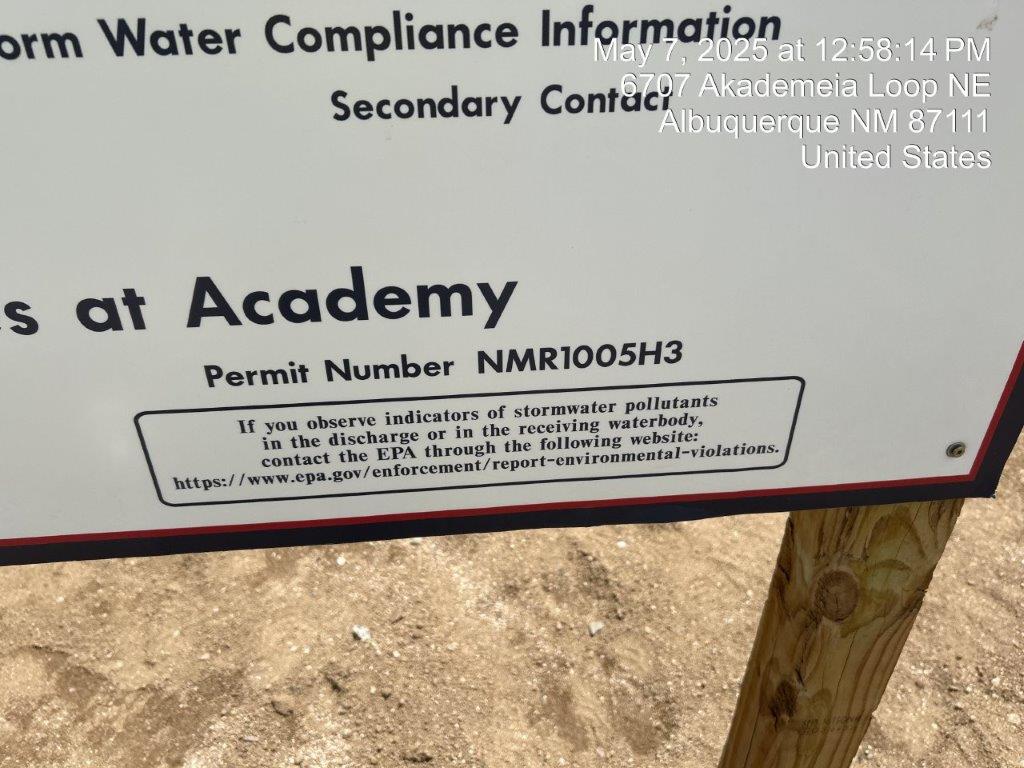 orm Water Compliance Information
May 7, 2025 at 12:58:14 PM
6707 Akademeia Loop NE
Albuquerque NM 87111
United States
Secondary Contact
s at Academy
Permit Number NMR1005H3
If you observe indicators of stormwater pollutants
in the discharge or in the receiving waterbody,
contact the EPA through the following website:
https://www.epa.gov/enforcement/report-environmental-violations.